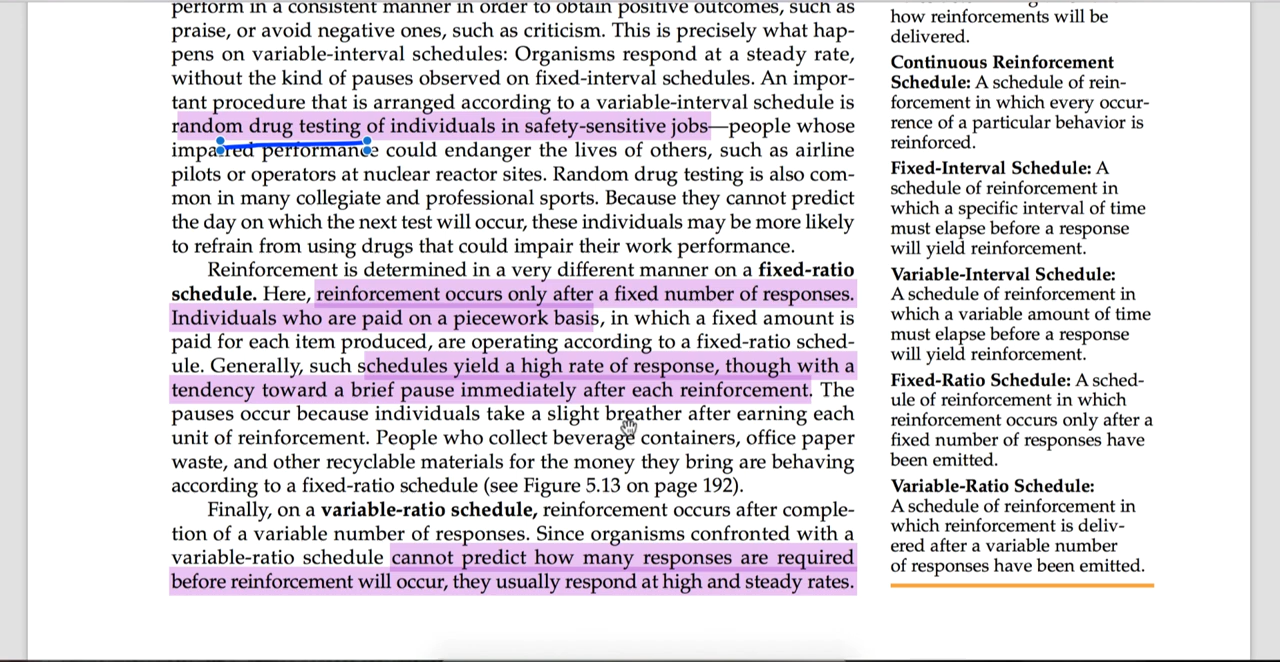 perform in a consistent manner in order to obtain positive outcomes, such as
praise, or avoid negative ones, such as criticism. This is precisely what hap-
pens on variable-interval schedules: Organisms respond at a steady rate,
without the kind of pauses observed on fixed-interval schedules. An impor-
tant procedure that is arranged according to a variable-interval schedule is
random drug testing of individuals in safety-sensitive jobs—people whose
impaired performance could endanger the lives of others, such as airline
pilots or operators at nuclear reactor sites. Random drug testing is also com-
mon in many collegiate and professional sports. Because they cannot predict
the day on which the next test will occur, these individuals may be more likely
to refrain from using drugs that could impair their work performance.
Reinforcement is determined in a very different manner on a fixed-ratio
schedule. Here, reinforcement occurs only after a fixed number of responses.
Individuals who are paid on a piecework basis, in which a fixed amount is
paid for each item produced, are operating according to a fixed-ratio sched-
ule. Generally, such schedules yield a high rate of response, though with a
tendency toward a brief pause immediately after each reinforcement. The
pauses occur because individuals take a slight breather after earning each
unit of reinforcement. People who collect beverage containers, office paper
waste, and other recyclable materials for the money they bring are behaving
according to a fixed-ratio schedule (see Figure 5.13 on page 192).
Finally, on a variable-ratio schedule, reinforcement occurs after comple-
tion of a variable number of responses. Since organisms confronted with a
variable-ratio schedule cannot predict how many responses are required
before reinforcement will occur, they usually respond at high and steady rates.
how reinforcements will be
delivered.
Continuous Reinforcement
Schedule: A schedule of rein-
forcement in which every occur-
rence of a particular behavior is
reinforced.
Fixed-Interval Schedule: A
schedule of reinforcement in
which a specific interval of time
must elapse before a response
will yield reinforcement.
Variable-Interval Schedule:
A schedule of reinforcement in
which a variable amount of time
must elapse before a response
will yield reinforcement.
Fixed-Ratio Schedule: A sched-
ule of reinforcement in which
reinforcement occurs only after a
fixed number of responses have
been emitted.
Variable-Ratio Schedule:
A schedule of reinforcement in
which reinforcement is deliv-
ered after a variable number
of responses have been emitted.